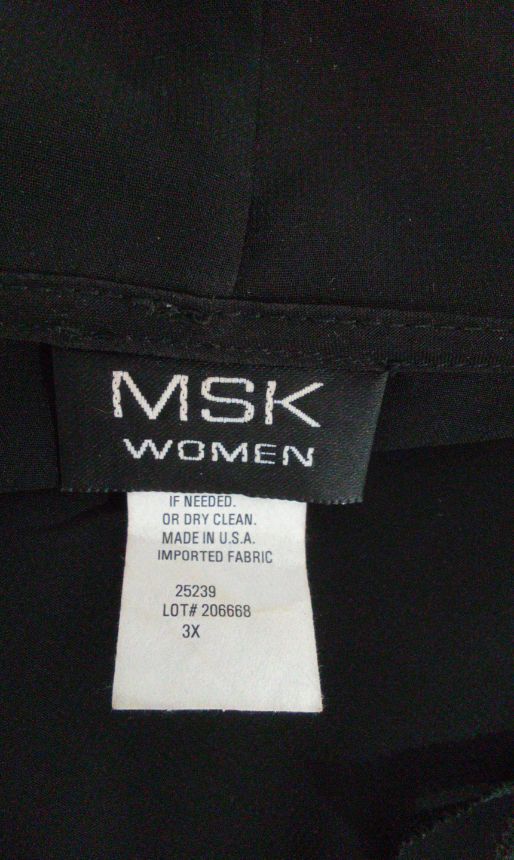 MSK
WOMEN
IF NEEDED.
OR DRY CLEAN.
MADE IN U.S.A.
IMPORTED FABRIC
25239
LOT# 206668
3X